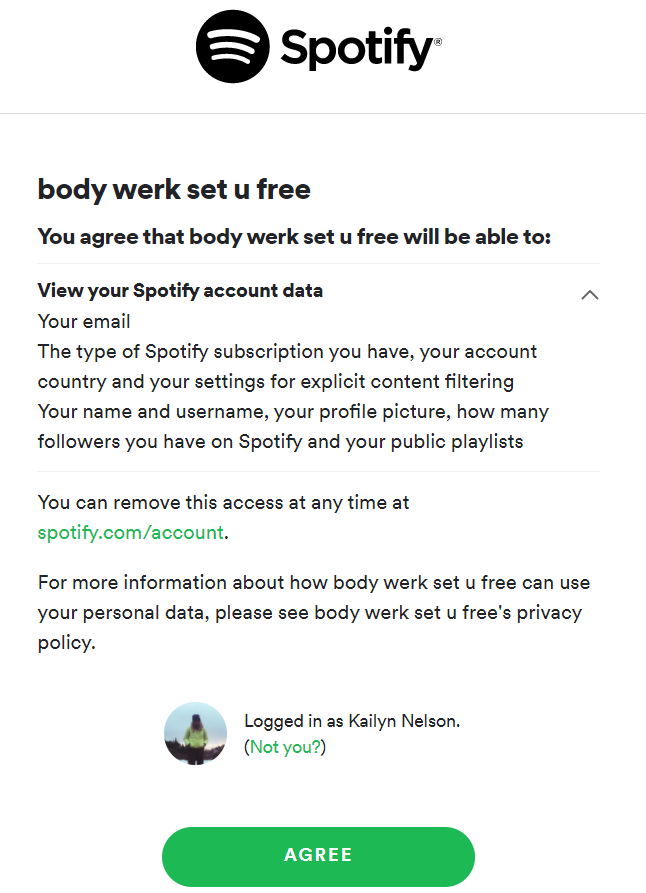 Spotify®
body werk set u free
You agree that body werk set u free will be able to:
View your Spotify account data
Your email
The type of Spotify subscription you have, your account
country and your settings for explicit content filtering
Your name and username, your profile picture, how many
followers you have on Spotify and your public playlists
You can remove this access at any time at
spotify.com/account.
For more information about how body werk set u free can use
your personal data, please see body werk set u free's privacy
policy.
Logged in as Kailyn Nelson.
(Not you?)
AGREE